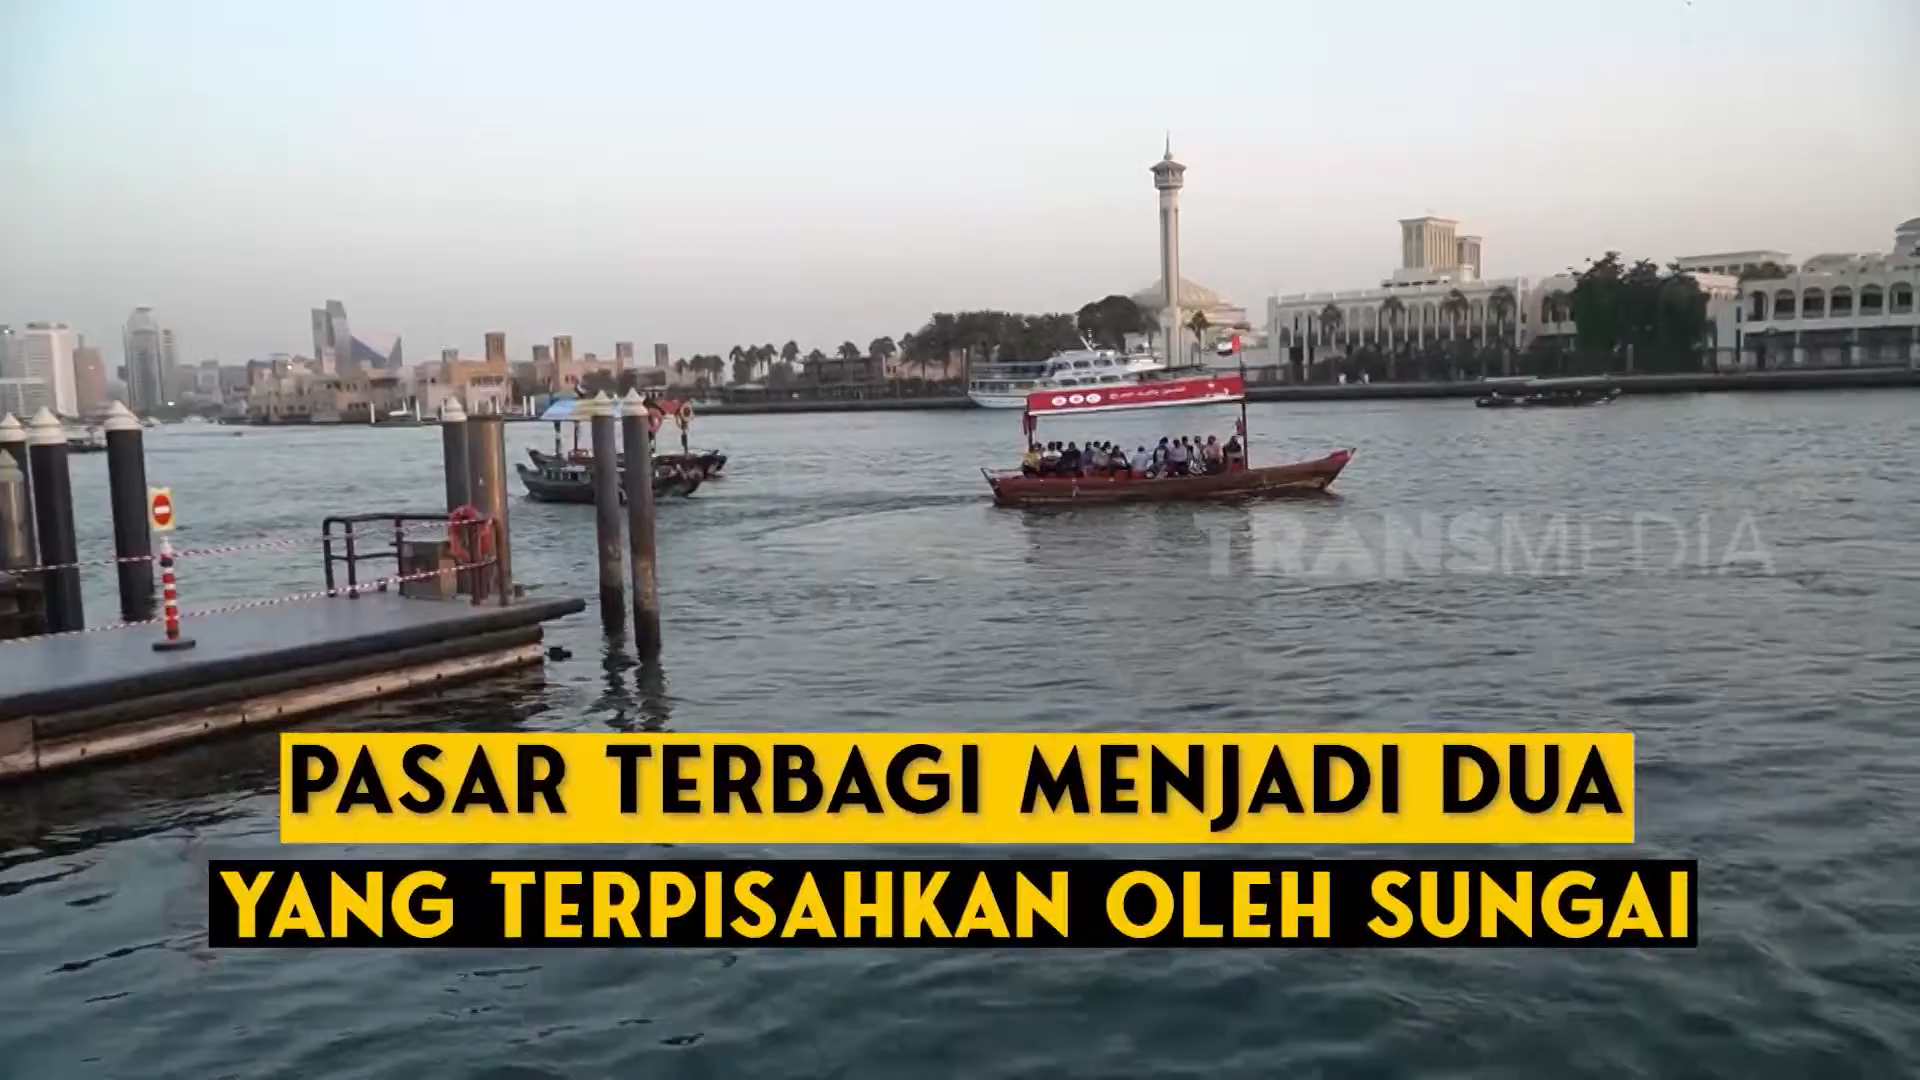 TRANSMEDIA
PASAR TERBAGI MENJADI DUA
YANG TERPISAHKAN OLEH SUNGAI